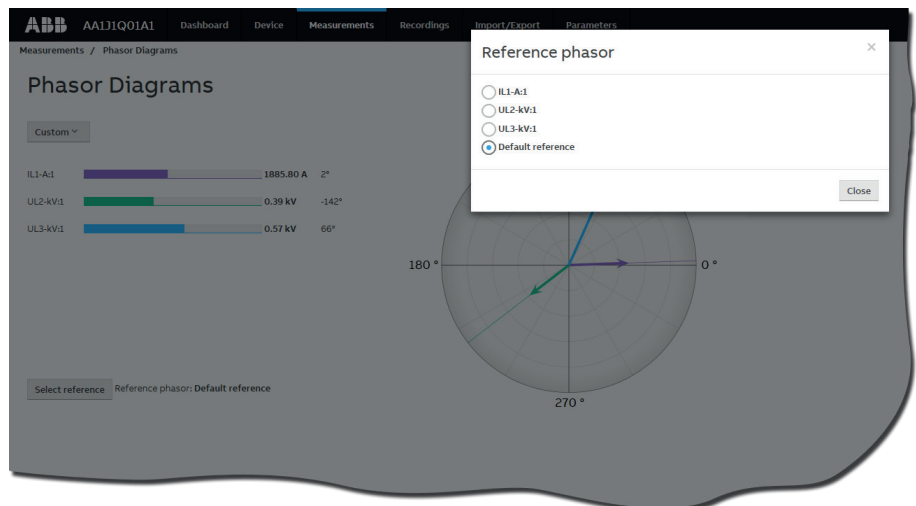 ABB AA1J1Q01A1 Dashboard Device Measurements Recordings Import/Export Parameters
Measurements / Phasor Diagrams
Phasor Diagrams
Custom
IL1-A:1 1885.80 A 2°
UL2-kV:1 0.39 kV -142°
UL3-kV:1 0.57 kV 66°
Select reference Reference phasor: Default reference
180 °
0 °
270 °
Reference phasor ×
IL1-A:1
UL2-kV:1
UL3-kV:1
Default reference
Close